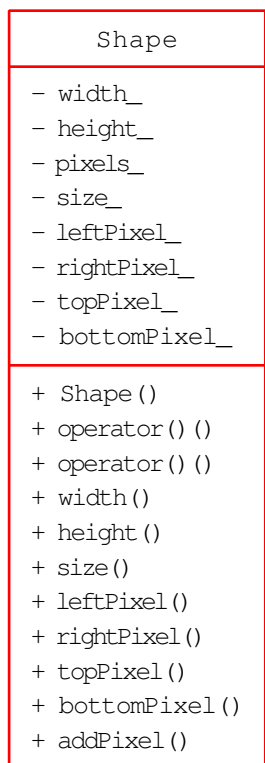 Shape
- width_
- height_
- pixels_
- size_
- leftPixel_
- rightPixel_
- topPixel_
- bottomPixel_
+ Shape()
+ operator()()
+ operator()()
+ width()
+ height()
+ size()
+ leftPixel()
+ rightPixel()
+ topPixel()
+ bottomPixel()
+ addPixel()